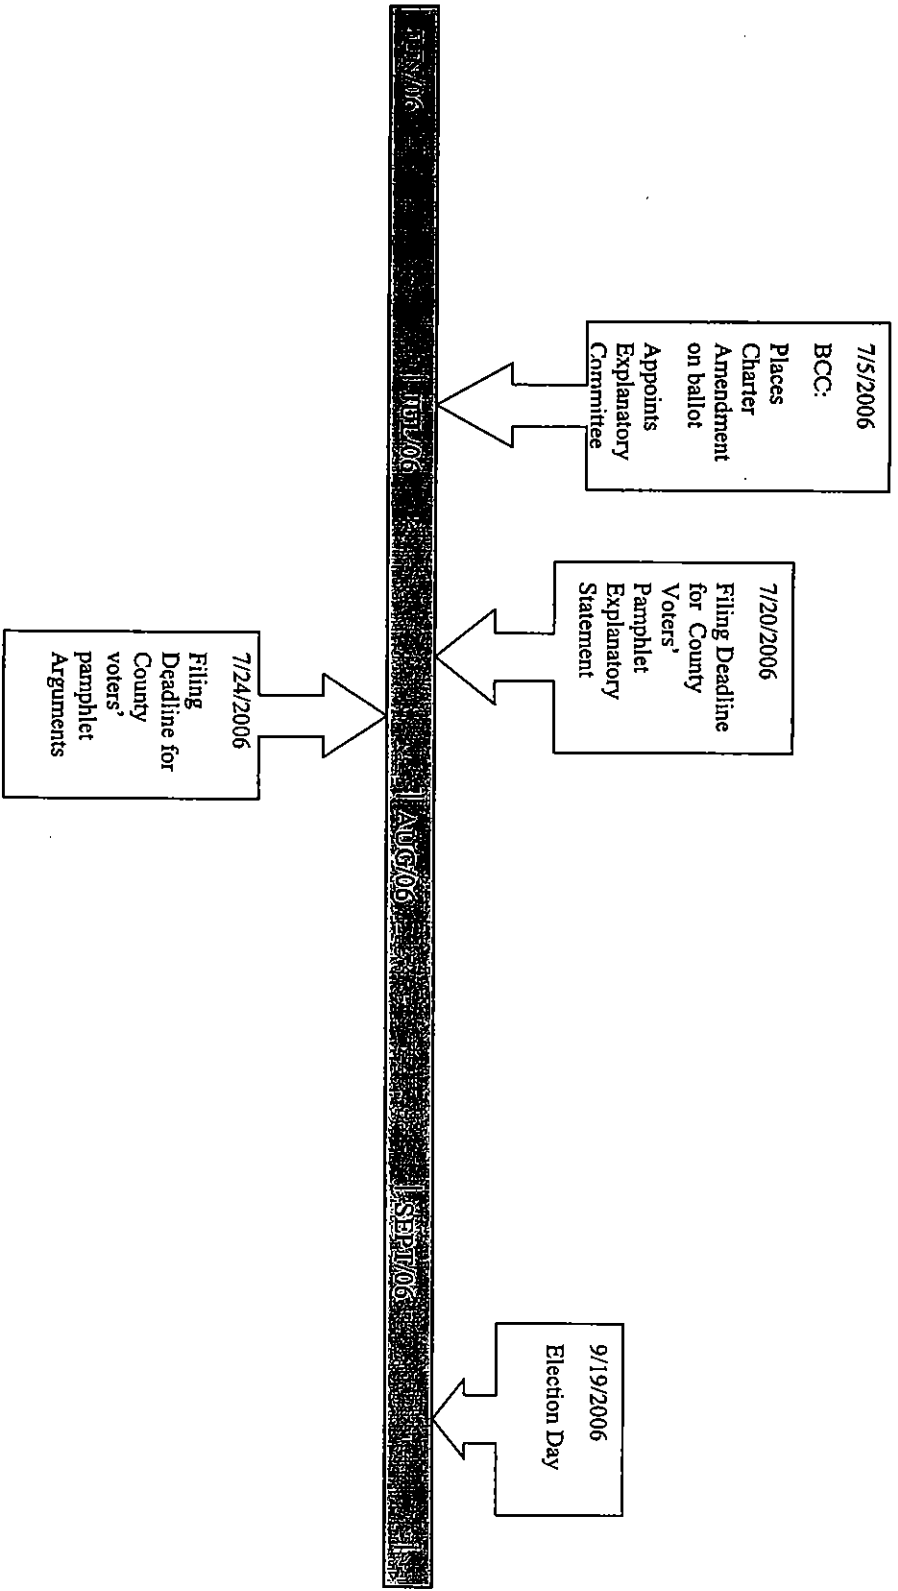 7/5/2006
BCC:
Places
Charter
Amendment
on ballot
Appoints
Explanatory
Committee
7/20/2006
Filing Deadline
for County
Voters'
Pamphlet
Explanatory
Statement
9/19/2006
Election Day
JUN/06
JUL/06
AUG/06
SEPT/06
7/24/2006
Filing
Deadline for
County
voters'
pamphlet
Arguments